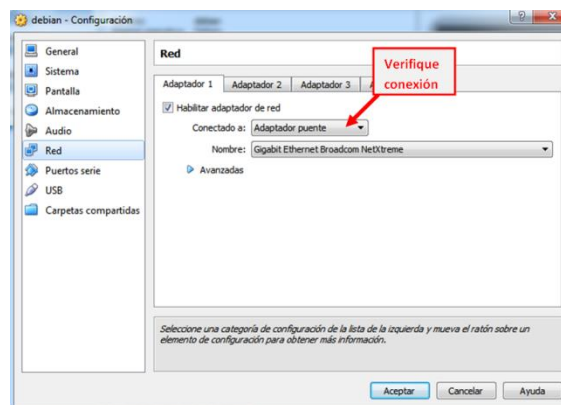 debian - Configuración
General
Sistema
Pantalla
Almacenamiento
Audio
Red
Puertos serie
USB
Carpetas compartidas
Red
Verifique
conexión
Adaptador 1 Adaptador 2 Adaptador 3 A
Habilitar adaptador de red
Conectado a: Adaptador puente
Nombre: Gigabit Ethernet Broadcom NetXtreme
Avanzadas
Seleccione una categoría de configuración de la lista de la izquierda y mueva el ratón sobre un
elemento de configuración para obtener más información.
Aceptar Cancelar Ayuda